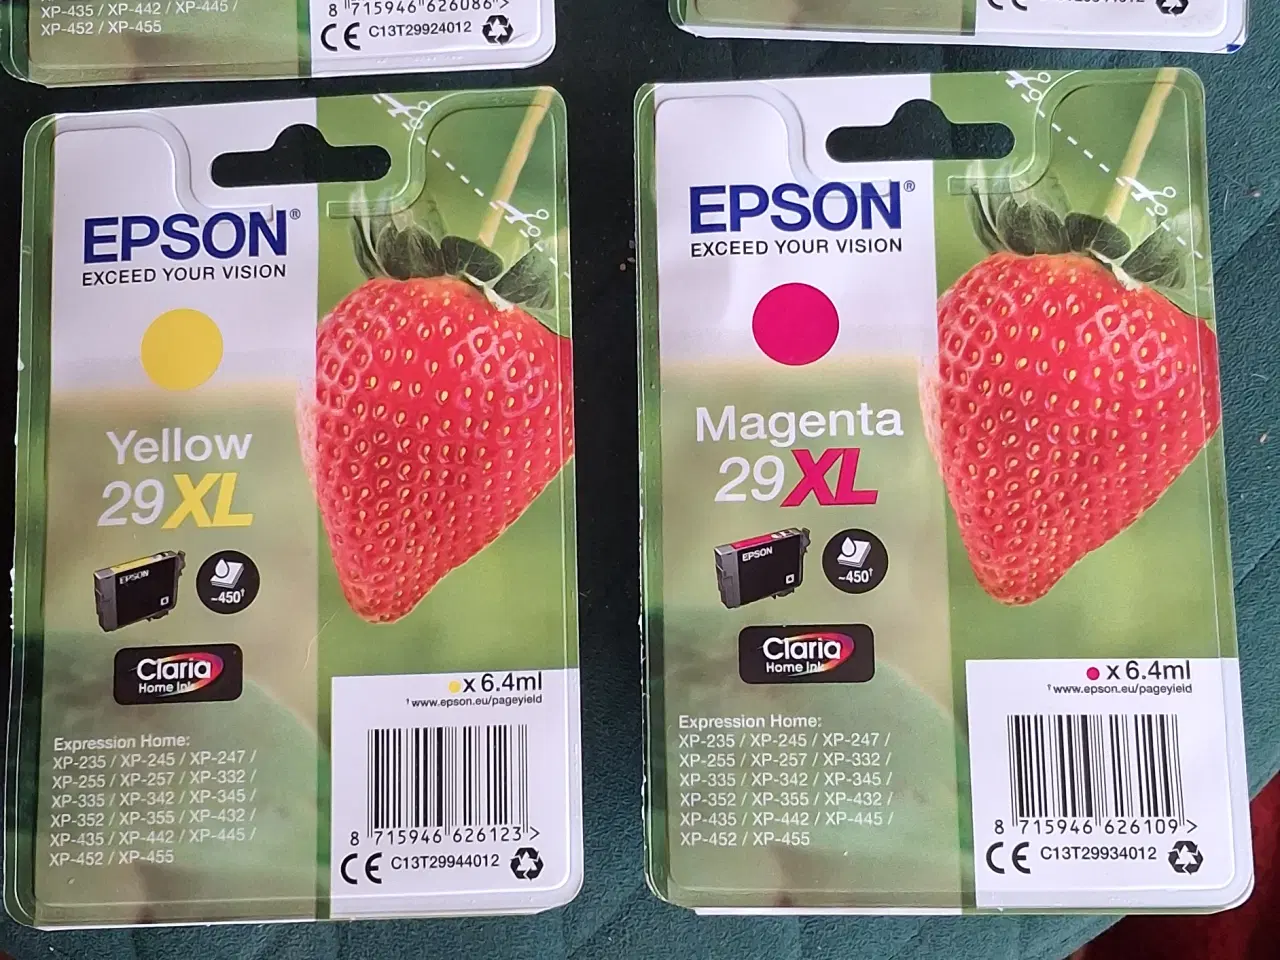 XP-435 / XP-442 / XP-445 /
XP-452 / XP-455
8 715946 626086 >
CE C13T29924012
CE
EPSON®
EXCEED YOUR VISION
Yellow
29XL
EPSON
~450†
Claria
Home Ink
x 6.4ml
†www.epson.eu/pageyield
Expression Home:
XP-235 / XP-245 / XP-247 /
XP-255 / XP-257 / XP-332 /
XP-335 / XP-342 / XP-345 /
XP-352 / XP-355 / XP-432 /
XP-435 / XP-442 / XP-445 /
XP-452 / XP-455
8 715946 626123 >
CE C13T29944012
EPSON®
EXCEED YOUR VISION
Magenta
29XL
EPSON
~450†
Claria
Home Ink
x 6.4ml
†www.epson.eu/pageyield
Expression Home:
XP-235 / XP-245 / XP-247 /
XP-255 / XP-257 / XP-332 /
XP-335 / XP-342 / XP-345 /
XP-352 / XP-355 / XP-432 /
XP-435 / XP-442 / XP-445 /
XP-452 / XP-455
8 715946 626109 >
CE C13T29934012